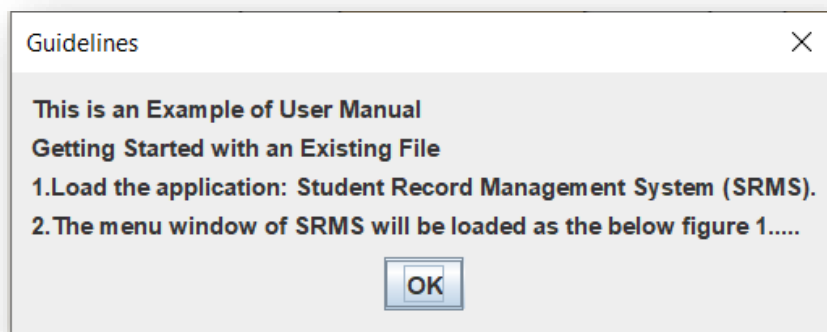 Guidelines
This is an Example of User Manual
Getting Started with an Existing File
1.Load the application: Student Record Management System (SRMS).
2.The menu window of SRMS will be loaded as the below figure 1.....
OK